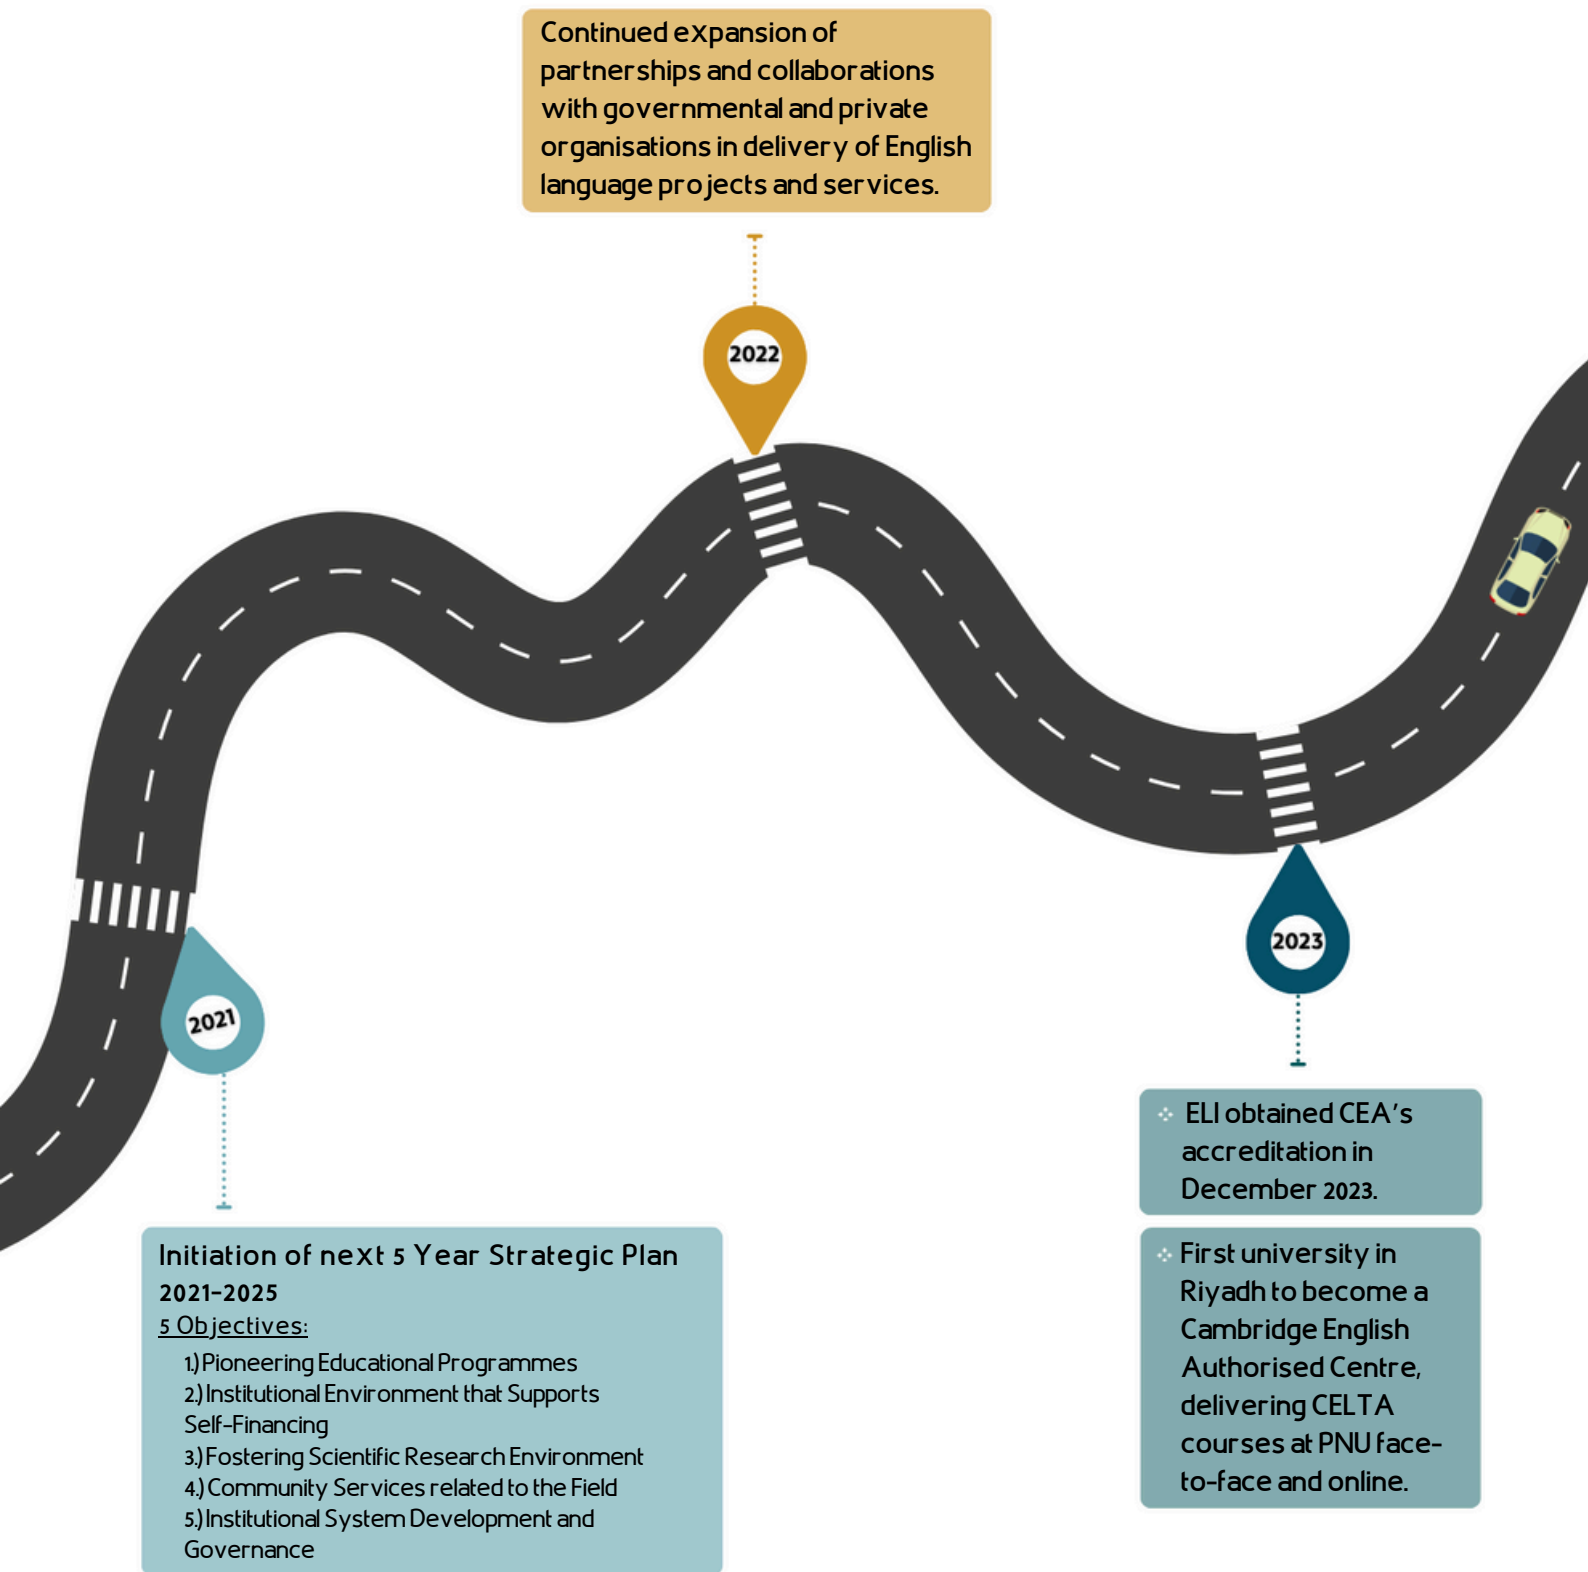 Continued expansion of
partnerships and collaborations
with governmental and private
organisations in delivery of English
language projects and services.
2022
2021
Initiation of next 5 Year Strategic Plan
2021-2025
5 Objectives:
1.) Pioneering Educational Programmes
2.) Institutional Environment that Supports
Self-Financing
3.) Fostering Scientific Research Environment
4.) Community Services related to the Field
5.) Institutional System Development and
Governance
2023
ELI obtained CEA's
accreditation in
December 2023.
First university in
Riyadh to become a
Cambridge English
Authorised Centre,
delivering CELTA
courses at PNU face-
to-face and online.